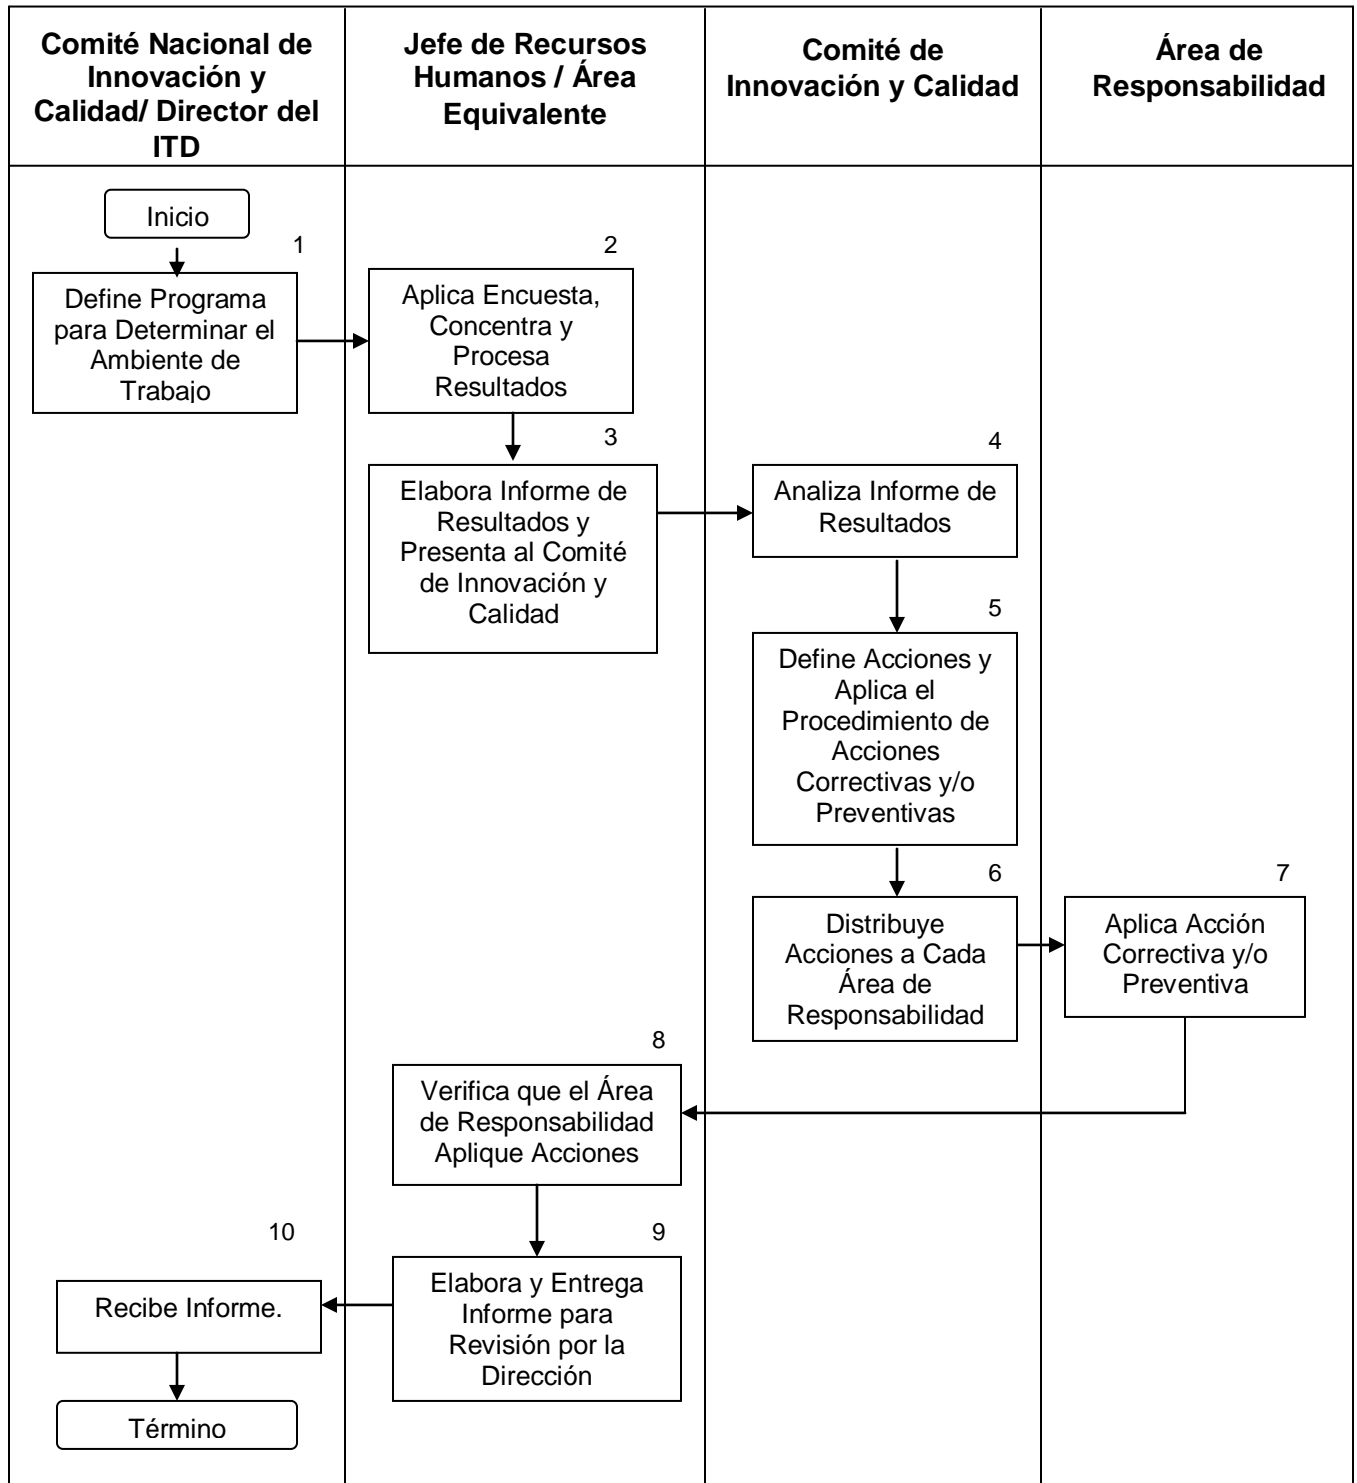 Comité Nacional de
Innovación y
Calidad/ Director del
ITD
Jefe de Recursos
Humanos / Área
Equivalente
Comité de
Innovación y Calidad
Área de
Responsabilidad
Inicio
1
Define Programa
para Determinar el
Ambiente de
Trabajo
2
Aplica Encuesta,
Concentra y
Procesa
Resultados
3
Elabora Informe de
Resultados y
Presenta al Comité
de Innovación y
Calidad
4
Analiza Informe de
Resultados
5
Define Acciones y
Aplica el
Procedimiento de
Acciones
Correctivas y/o
Preventivas
6
Distribuye
Acciones a Cada
Área de
Responsabilidad
7
Aplica Acción
Correctiva y/o
Preventiva
8
Verifica que el Área
de Responsabilidad
Aplique Acciones
9
Elabora y Entrega
Informe para
Revisión por la
Dirección
10
Recibe Informe.
Término